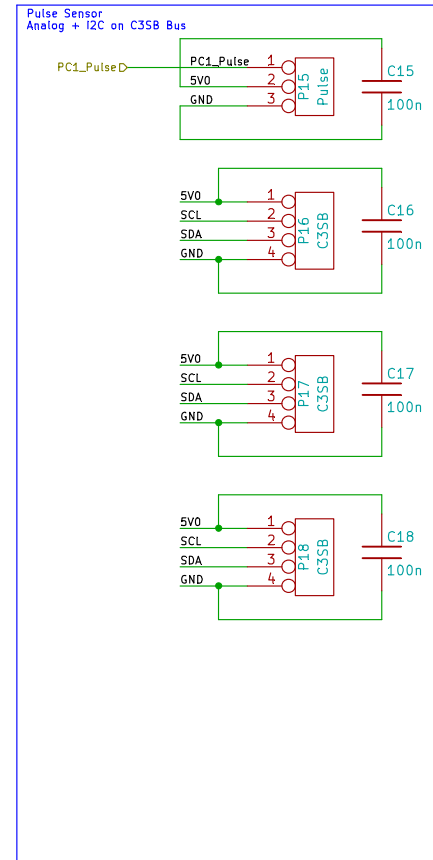 Pulse Sensor
Analog + I2C on C3SB Bus
PC1_Pulse
PC1_Pulse 1
5V0 2
GND 3
P15
Pulse
C15
100n
5V0 1
SCL 2
SDA 3
GND 4
P16
C3SB
C16
100n
5V0 1
SCL 2
SDA 3
GND 4
P17
C3SB
C17
100n
5V0 1
SCL 2
SDA 3
GND 4
P18
C3SB
C18
100n